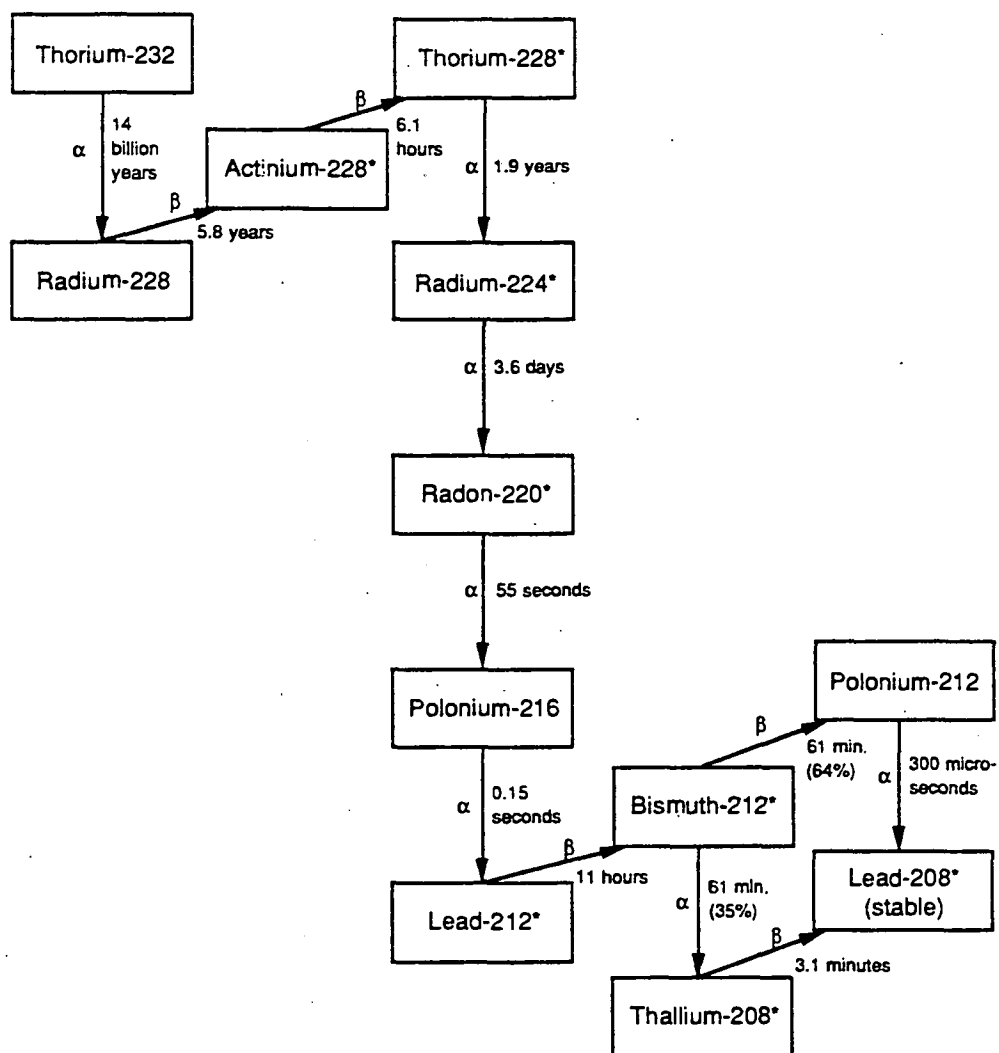 Thorium-232
Thorium-228*
α
14
billion
years
β
6.1
hours
Actinium-228*
α
1.9 years
β
5.8 years
Radium-228
Radium-224*
α
3.6 days
Radon-220*
α
55 seconds
Polonium-216
Polonium-212
β
61 min.
(64%)
α
300 micro-
seconds
α
0.15
seconds
Bismuth-212*
β
11 hours
Lead-212*
α
61 min.
(35%)
Lead-208*
(stable)
β
3.1 minutes
Thallium-208*